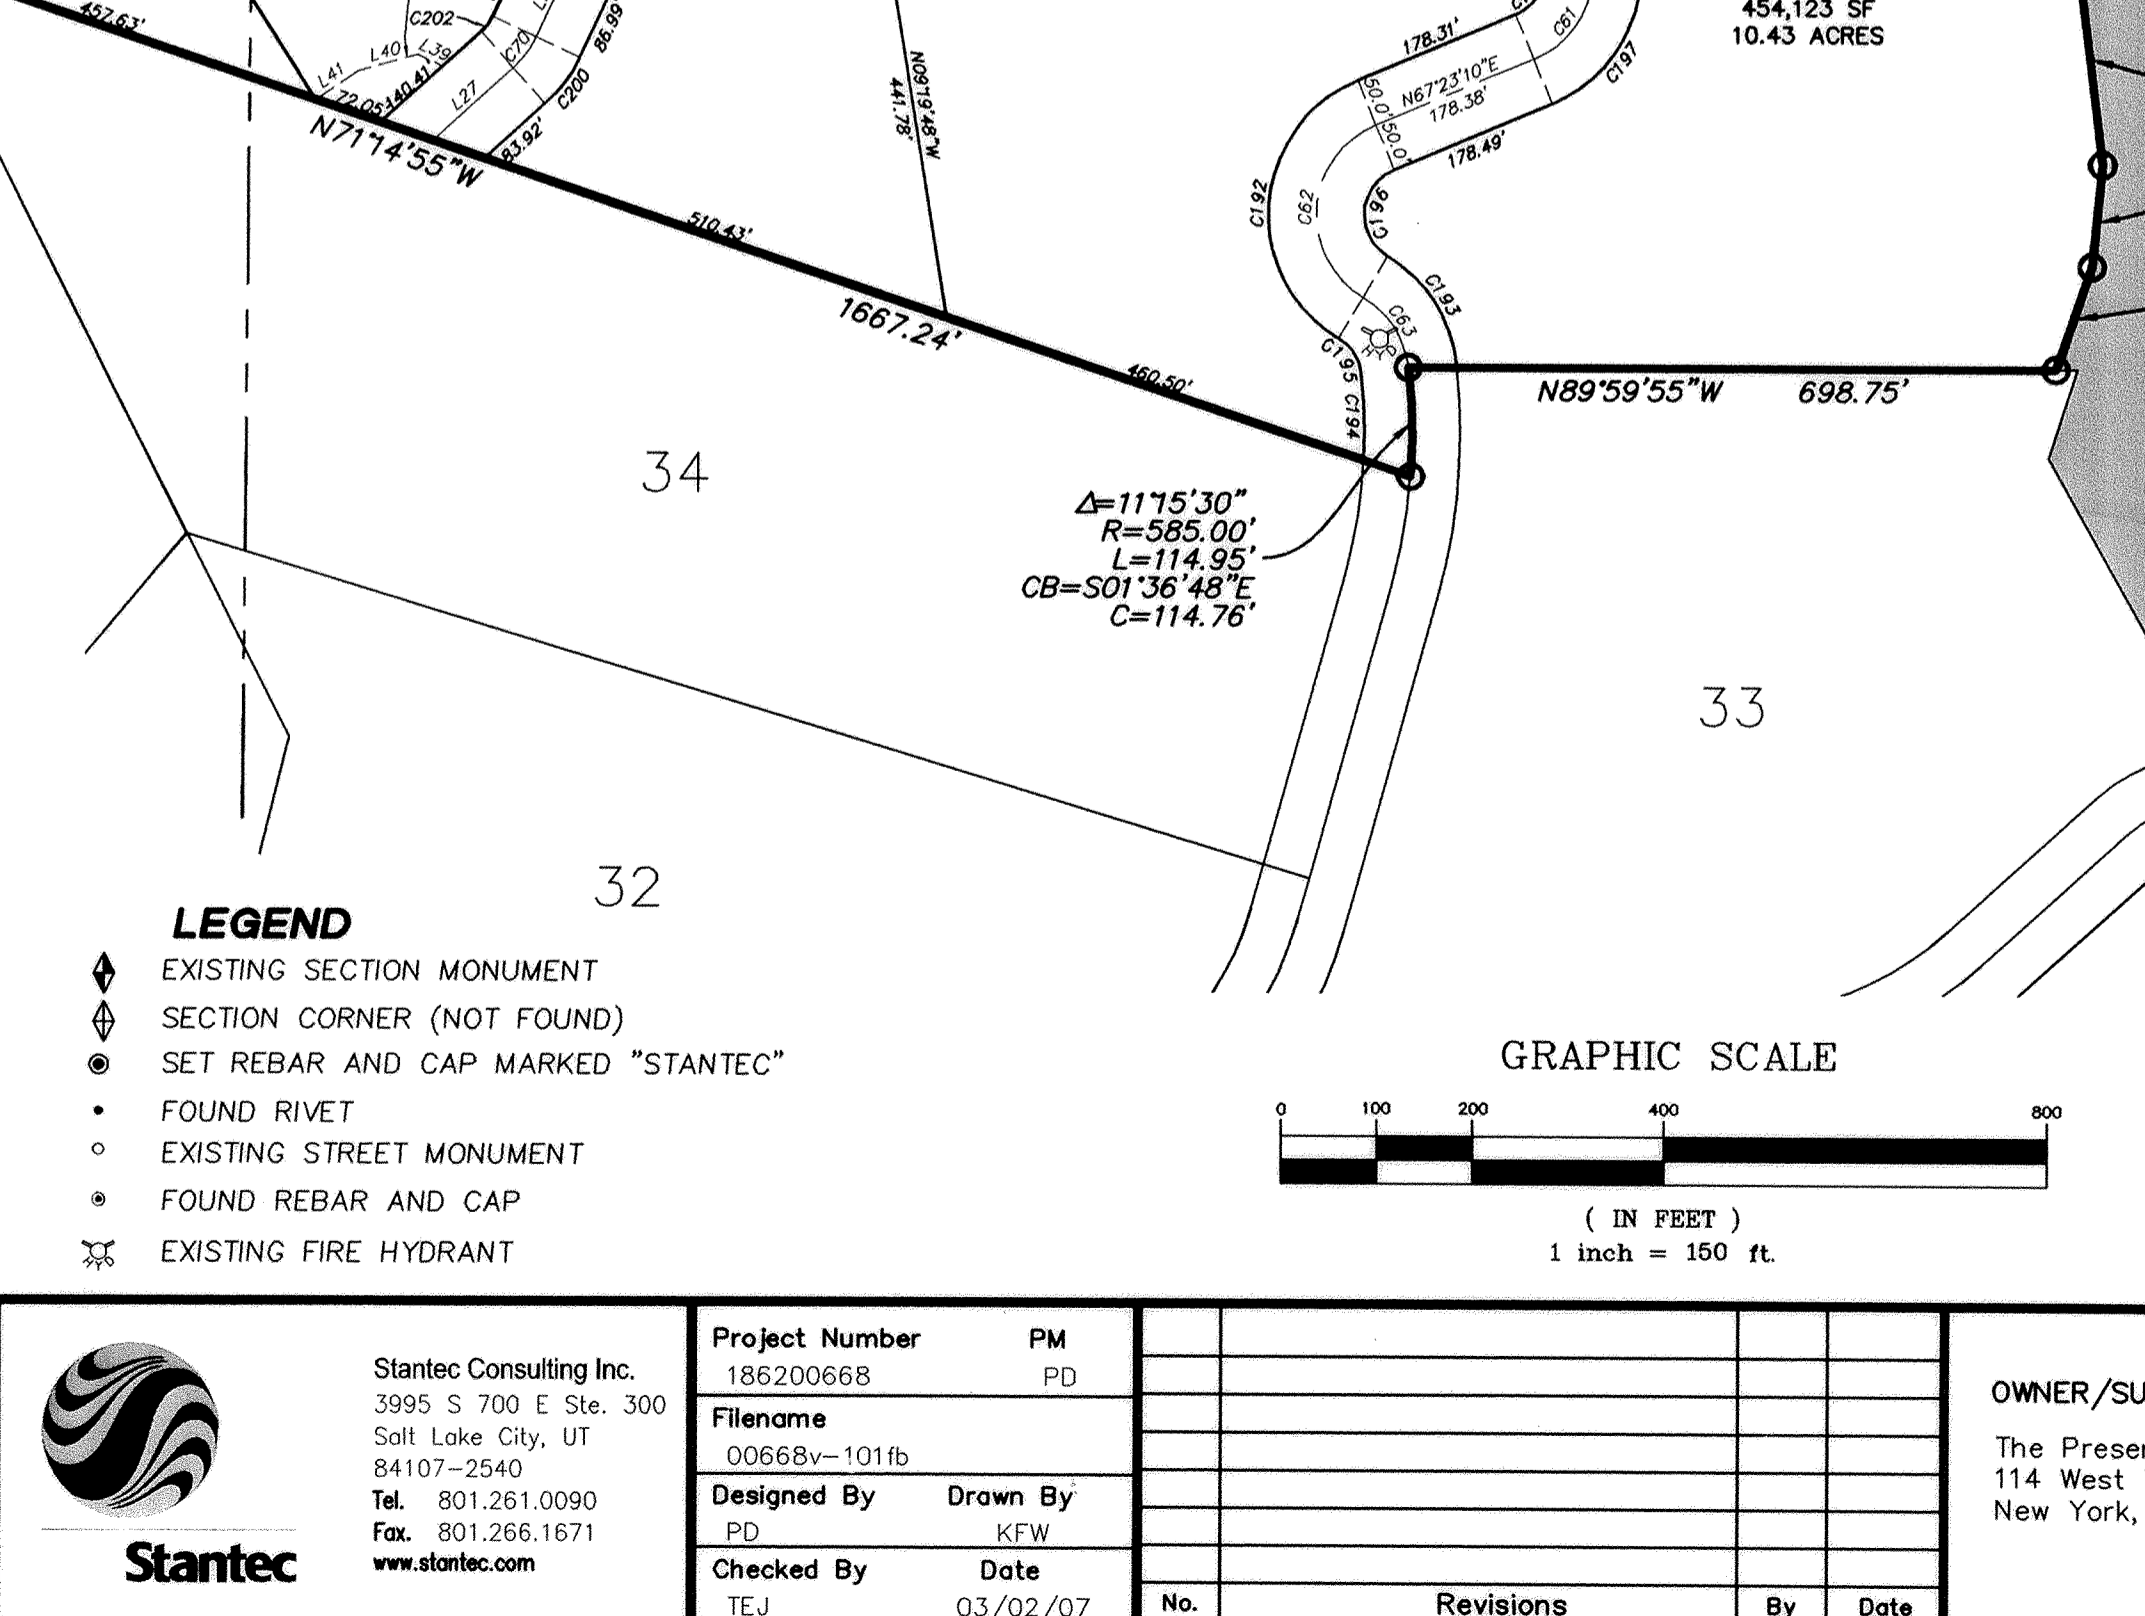 457.63'
C202
L41
L40
L39
72.05'
140.41'
L27
C70
86.99'
C200
83.92'
N71°14'55"W
N09°19'48"W
441.78'
510.43'
1667.24'
460.50'
178.31'
N67°23'10"E
178.38'
178.49'
50.0'
50.0'
C61
C197
C192
C62
C196
C193
C63
HYD
C195
C194
454,123 SF
10.43 ACRES
N89°59'55"W 698.75'
Δ=11°15'30"
R=585.00'
L=114.95'
CB=S01°36'48"E
C=114.76'
34
33
32
LEGEND
EXISTING SECTION MONUMENT
SECTION CORNER (NOT FOUND)
SET REBAR AND CAP MARKED "STANTEC"
FOUND RIVET
EXISTING STREET MONUMENT
FOUND REBAR AND CAP
HYD EXISTING FIRE HYDRANT
GRAPHIC SCALE
0 100 200 400 800
( IN FEET )
1 inch = 150 ft.
Stantec
Stantec Consulting Inc.
3995 S 700 E Ste. 300
Salt Lake City, UT
84107-2540
Tel. 801.261.0090
Fax. 801.266.1671
www.stantec.com
Project Number PM
186200668 PD
Filename
00668v-101fb
Designed By Drawn By
PD KFW
Checked By Date
TEJ 03/02/07
No. Revisions By Date
OWNER/SU
The Preser
114 West
New York,